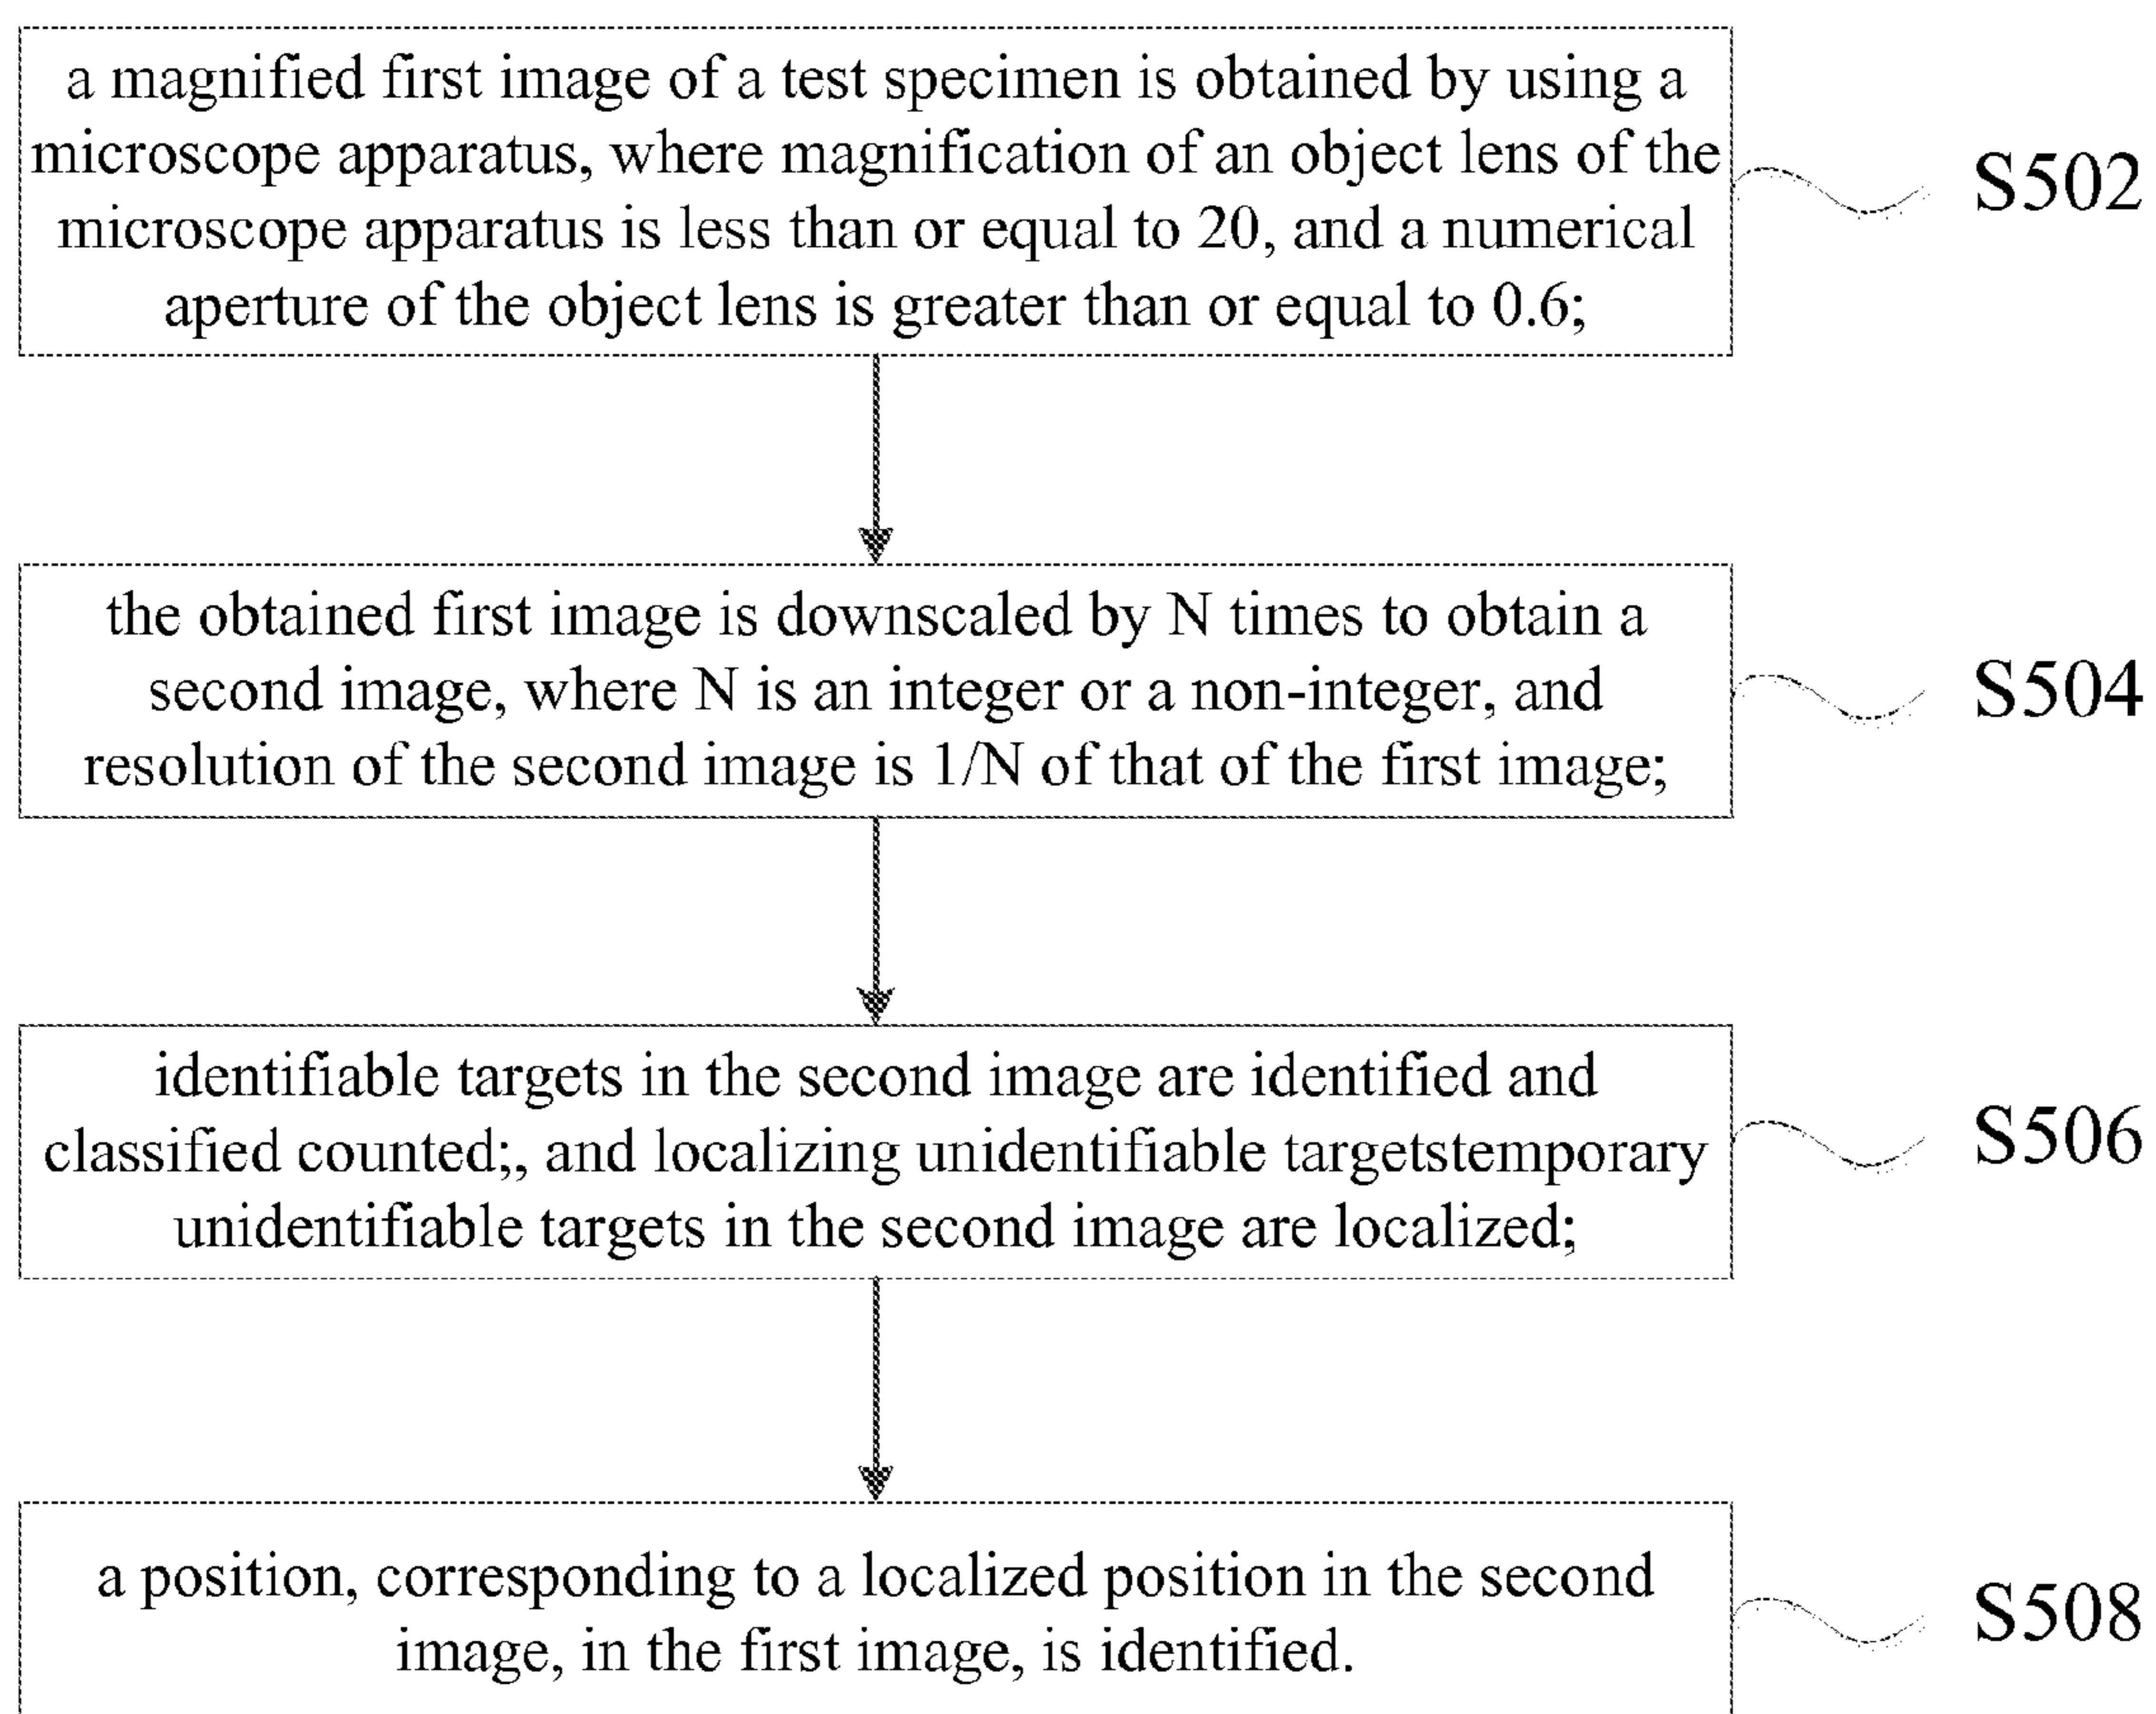 a magnified first image of a test specimen is obtained by using a
microscope apparatus, where magnification of an object lens of the
microscope apparatus is less than or equal to 20, and a numerical
aperture of the object lens is greater than or equal to 0.6;
S502
the obtained first image is downscaled by N times to obtain a
second image, where N is an integer or a non-integer, and
resolution of the second image is 1/N of that of the first image;
S504
identifiable targets in the second image are identified and
classified counted;, and localizing unidentifiable targetstemporary
unidentifiable targets in the second image are localized;
S506
a position, corresponding to a localized position in the second
image, in the first image, is identified.
S508